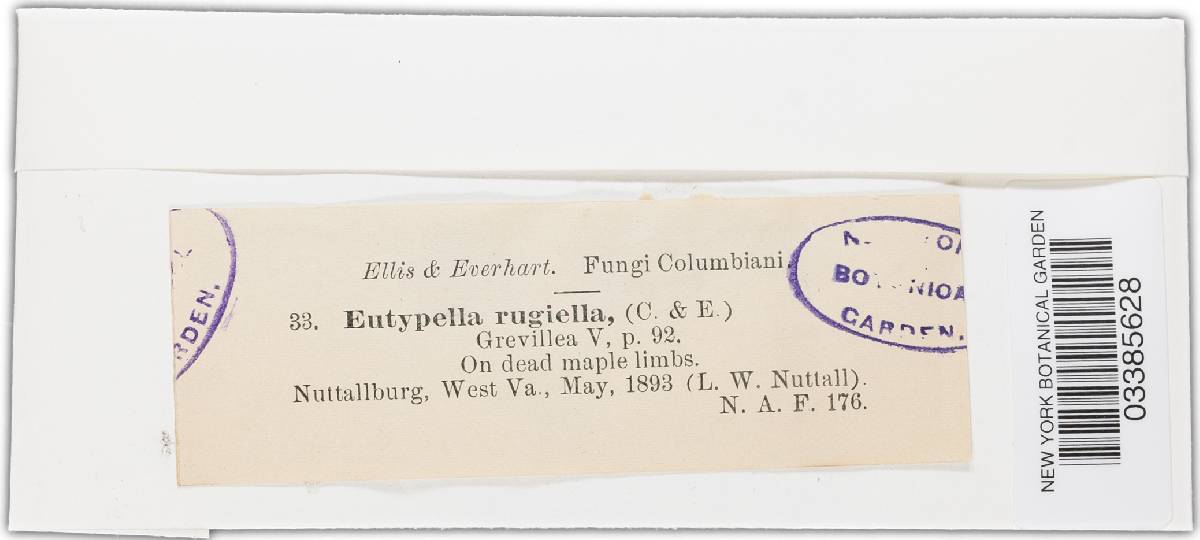 Ellis & Everhart. Fungi Columbiani.
33. Eutypella rugiella, (C. & E.)
Grevillea V, p. 92.
On dead maple limbs.
Nuttallburg, West Va., May, 1893 (L. W. Nuttall).
N. A. F. 176.
GARDEN.
NEW YORK BOTANICAL GARDEN
03385628